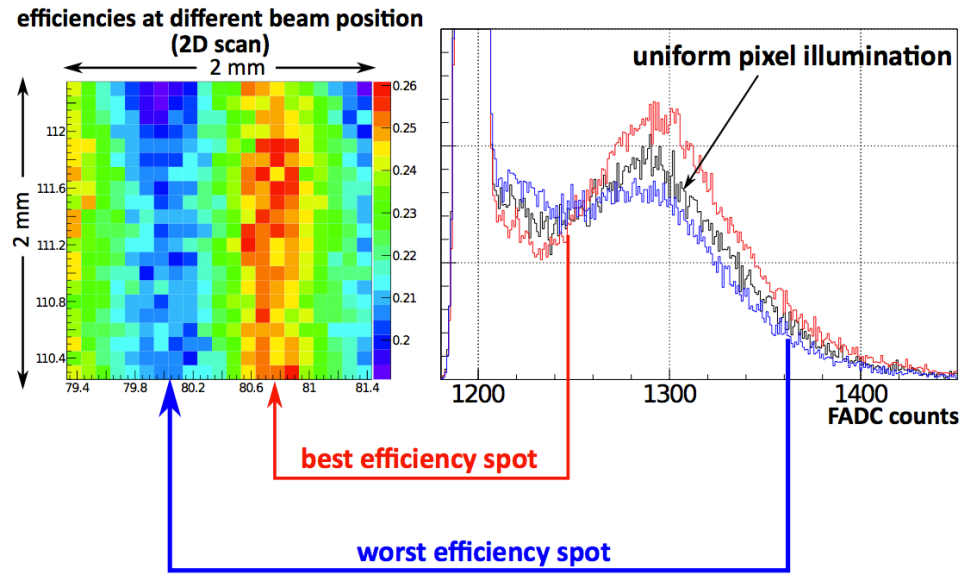 efficiencies at different beam position
(2D scan)
2 mm
2 mm
112
111.6
111.2
110.8
110.4
79.4 79.8 80.2 80.6 81 81.4
0.26
0.25
0.24
0.23
0.22
0.21
0.2
uniform pixel illumination
1200 1300 1400
FADC counts
best efficiency spot
worst efficiency spot